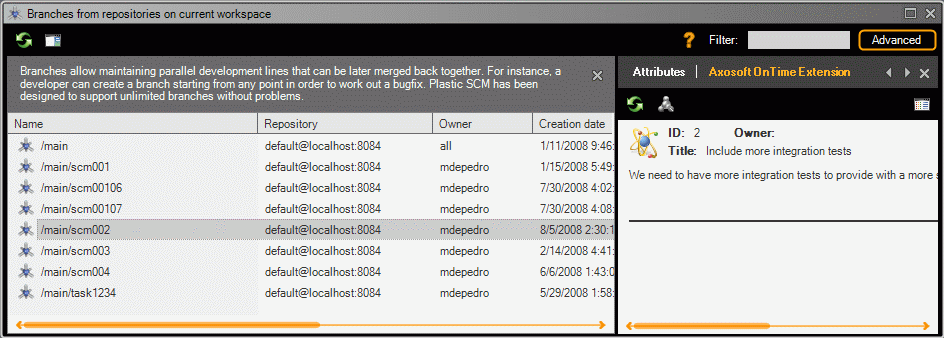 Branches from repositories on current workspace
? Filter: Advanced
Branches allow maintaining parallel development lines that can be later merged back together. For instance, a
developer can create a branch starting from any point in order to work out a bugfix. Plastic SCM has been
designed to support unlimited branches without problems.
Name Repository Owner Creation date
/main default@localhost:8084 all 1/11/2008 9:46:
/main/scm001 default@localhost:8084 mdepedro 1/15/2008 5:49:
/main/scm00106 default@localhost:8084 mdepedro 7/30/2008 4:02:
/main/scm00107 default@localhost:8084 mdepedro 7/30/2008 4:08:
/main/scm002 default@localhost:8084 mdepedro 8/5/2008 2:30:1
/main/scm003 default@localhost:8084 mdepedro 2/14/2008 4:41:
/main/scm004 default@localhost:8084 mdepedro 6/6/2008 1:43:0
/main/task1234 default@localhost:8084 mdepedro 5/29/2008 1:58:
Attributes | Axosoft OnTime Extension
ID: 2 Owner:
Title: Include more integration tests
We need to have more integration tests to provide with a more s